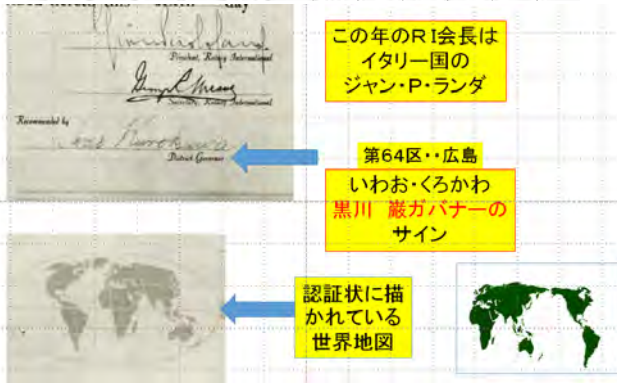 この年のＲＩ会長は
イタリー国の
ジャン・Ｐ・ランダ
President, Rotary International
Secretary, Rotary International
Recommended by
District Governor
第64区・・広島
いわお・くろかわ
黒川　巌ガバナーの
サイン
認証状に描
かれている
世界地図